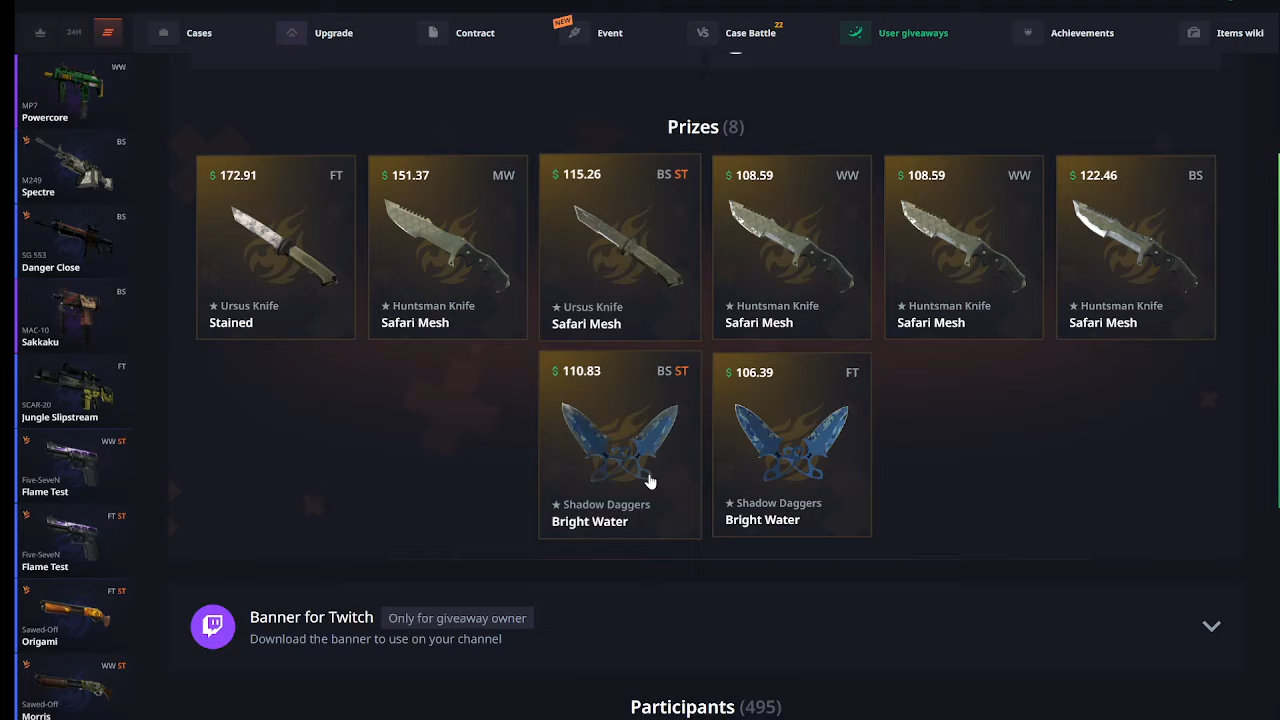 24H
Cases
Upgrade
Contract
NEW
Event
VS
Case Battle
22
User giveaways
Achievements
Items wiki
WW
MP7
Powercore
BS
M249
Spectre
BS
SG 553
Danger Close
BS
MAC-10
Sakkaku
FT
SCAR-20
Jungle Slipstream
WW ST
Five-SeveN
Flame Test
FT ST
Five-SeveN
Flame Test
FT ST
Sawed-Off
Origami
WW ST
Sawed-Off
Morris
Prizes (8)
$ 172.91 FT
★ Ursus Knife
Stained
$ 151.37 MW
★ Huntsman Knife
Safari Mesh
$ 115.26 BS ST
★ Ursus Knife
Safari Mesh
$ 108.59 WW
★ Huntsman Knife
Safari Mesh
$ 108.59 WW
★ Huntsman Knife
Safari Mesh
$ 122.46 BS
★ Huntsman Knife
Safari Mesh
$ 110.83 BS ST
★ Shadow Daggers
Bright Water
$ 106.39 FT
★ Shadow Daggers
Bright Water
Banner for Twitch Only for giveaway owner
Download the banner to use on your channel
Participants (495)